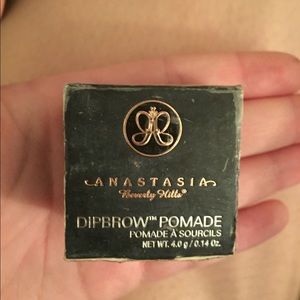 ANASTASIA
Beverly Hills®
DIPBROW™ POMADE
POMADE À SOURCILS
NET WT. 4.0 g / 0.14 Oz.